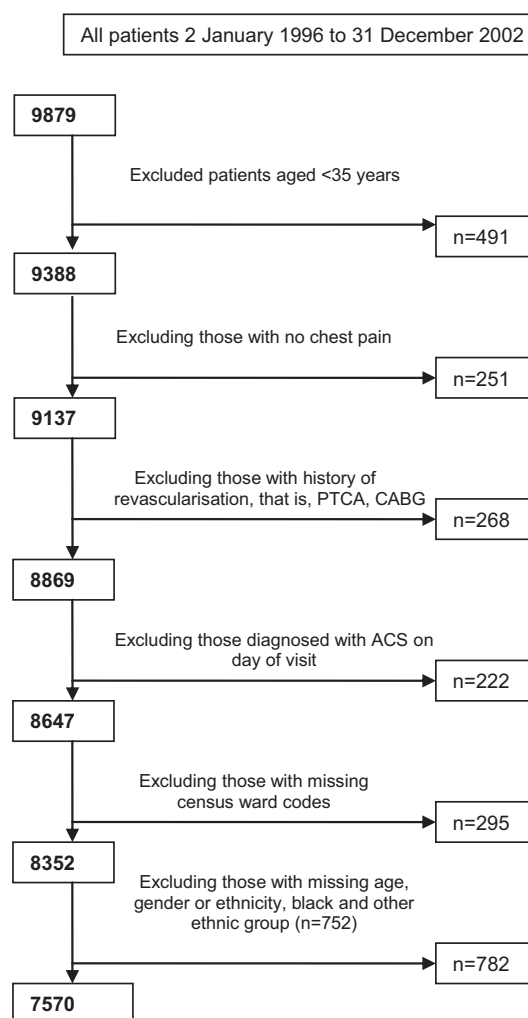 All patients 2 January 1996 to 31 December 2002
9879
Excluded patients aged <35 years
n=491
9388
Excluding those with no chest pain
n=251
9137
Excluding those with history of
revascularisation, that is, PTCA, CABG
n=268
8869
Excluding those diagnosed with ACS on
day of visit
n=222
8647
Excluding those with missing
census ward codes
n=295
8352
Excluding those with missing age,
gender or ethnicity, black and other
ethnic group (n=752)
n=782
7570